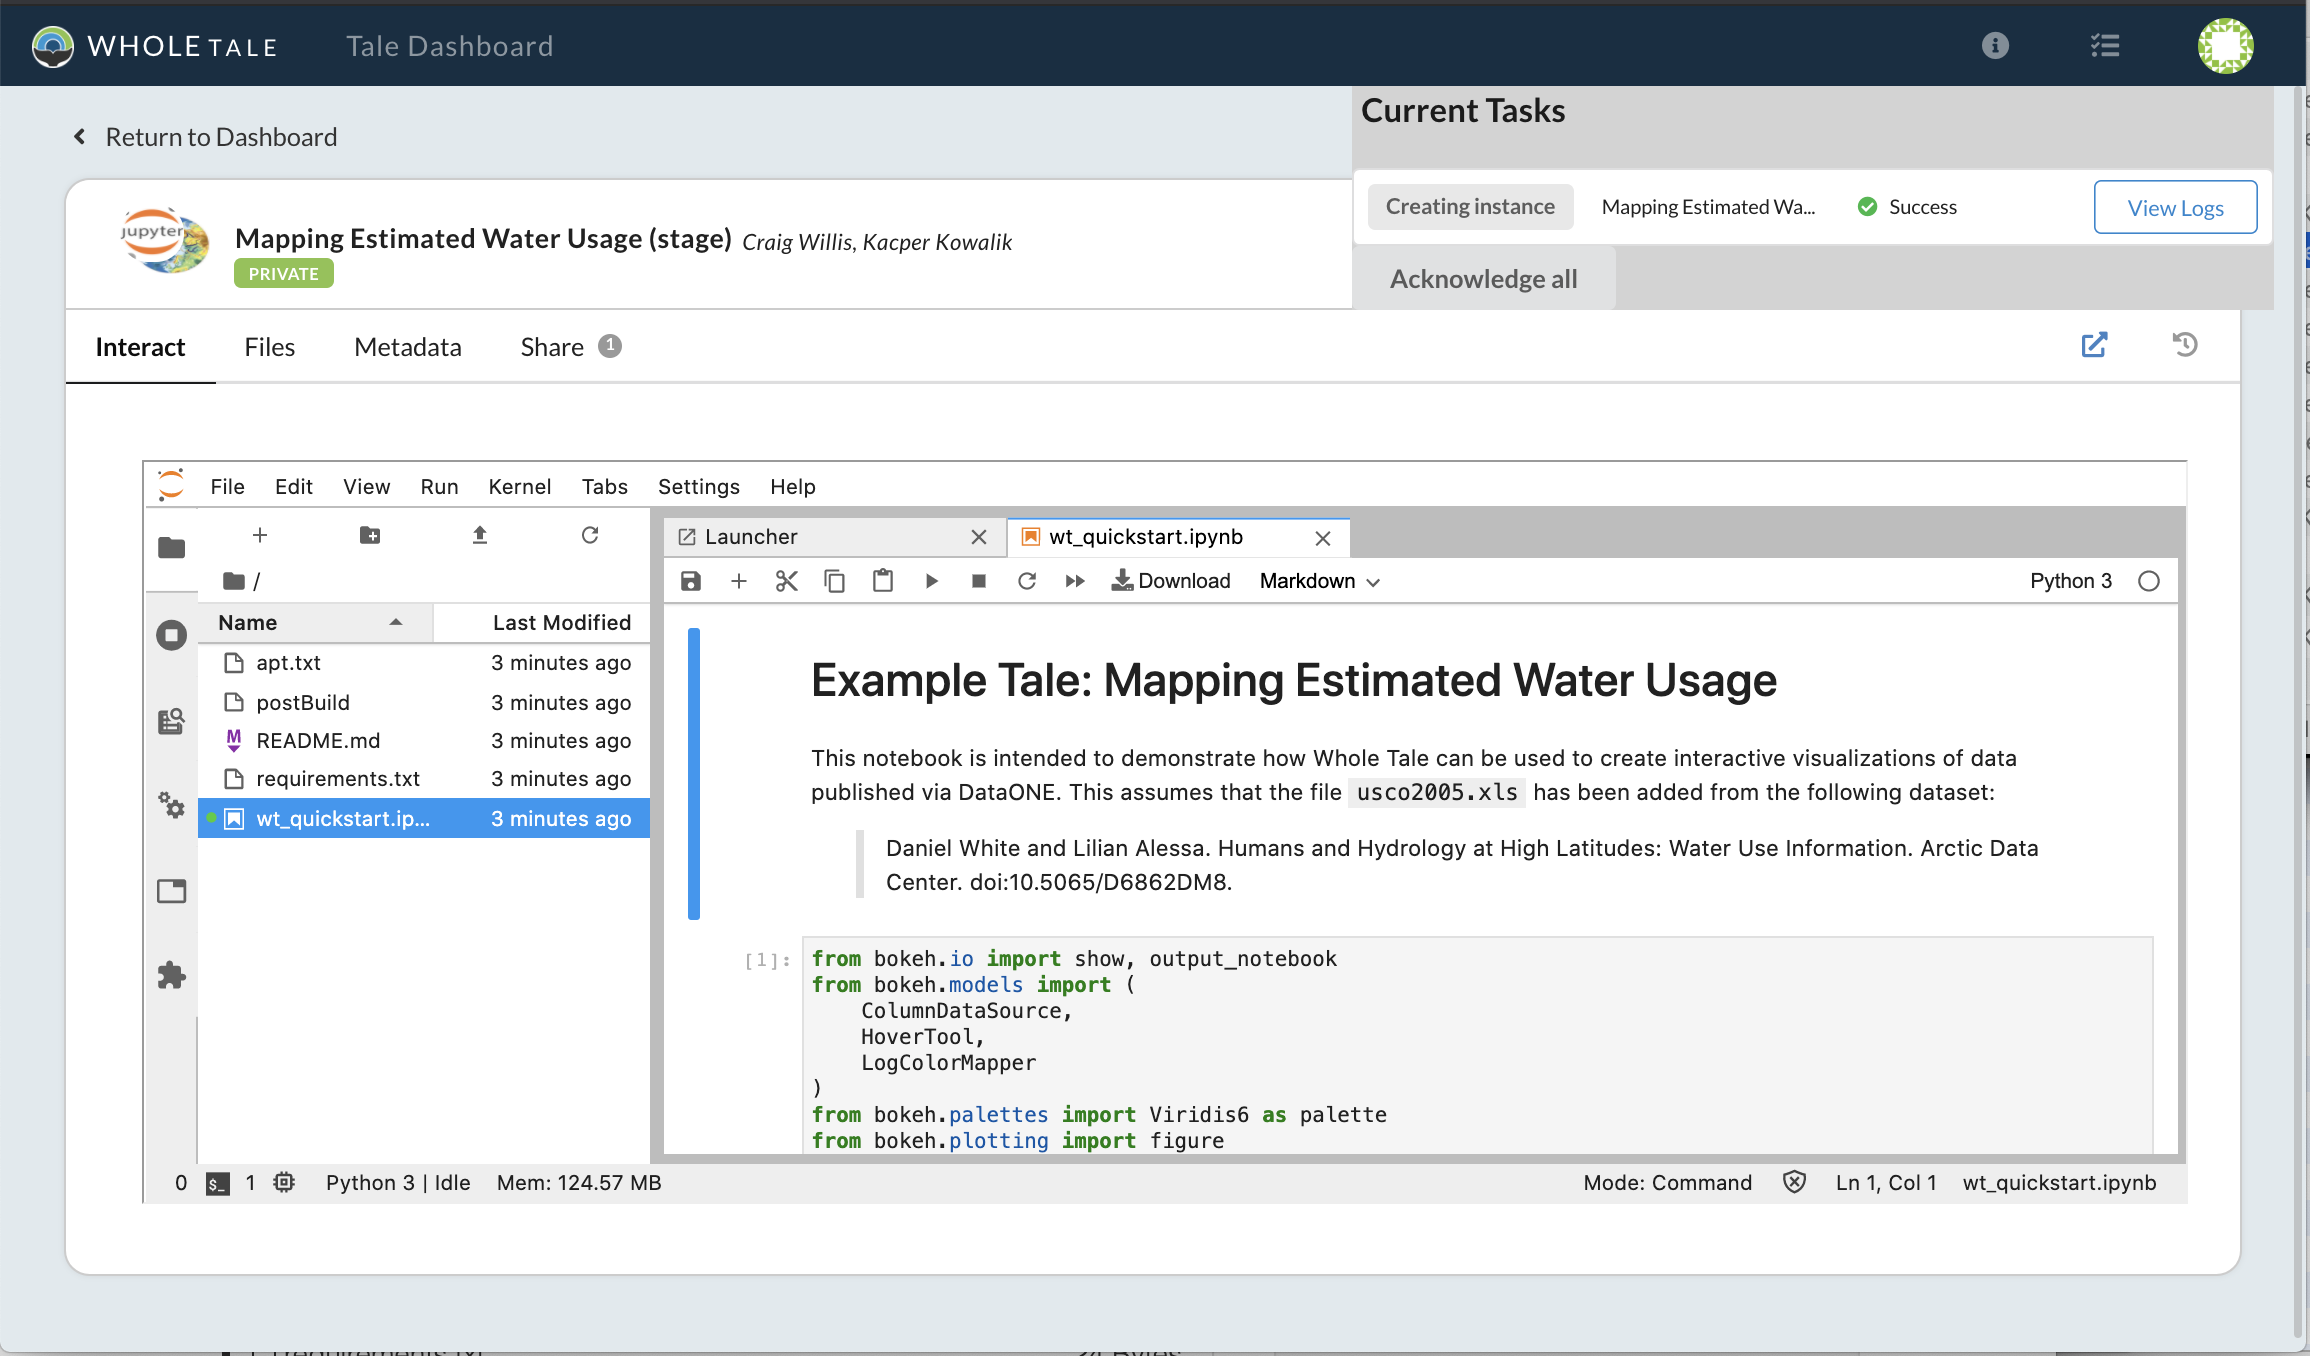 WHOLE TALE
Tale Dashboard
Return to Dashboard
Current Tasks
Creating instance Mapping Estimated Wa... Success View Logs
Acknowledge all
jupyter
Mapping Estimated Water Usage (stage) Craig Willis, Kacper Kowalik
PRIVATE
Interact Files Metadata Share 1
File Edit View Run Kernel Tabs Settings Help
/
Name Last Modified
apt.txt 3 minutes ago
postBuild 3 minutes ago
README.md 3 minutes ago
requirements.txt 3 minutes ago
wt_quickstart.ip... 3 minutes ago
Launcher wt_quickstart.ipynb
Download Markdown Python 3
Example Tale: Mapping Estimated Water Usage
This notebook is intended to demonstrate how Whole Tale can be used to create interactive visualizations of data
published via DataONE. This assumes that the file usco2005.xls has been added from the following dataset:
Daniel White and Lilian Alessa. Humans and Hydrology at High Latitudes: Water Use Information. Arctic Data
Center. doi:10.5065/D6862DM8.
[1]: from bokeh.io import show, output_notebook
from bokeh.models import (
ColumnDataSource,
HoverTool,
LogColorMapper
)
from bokeh.palettes import Viridis6 as palette
from bokeh.plotting import figure
0 $_ 1 Python 3 | Idle Mem: 124.57 MB Mode: Command Ln 1, Col 1 wt_quickstart.ipynb